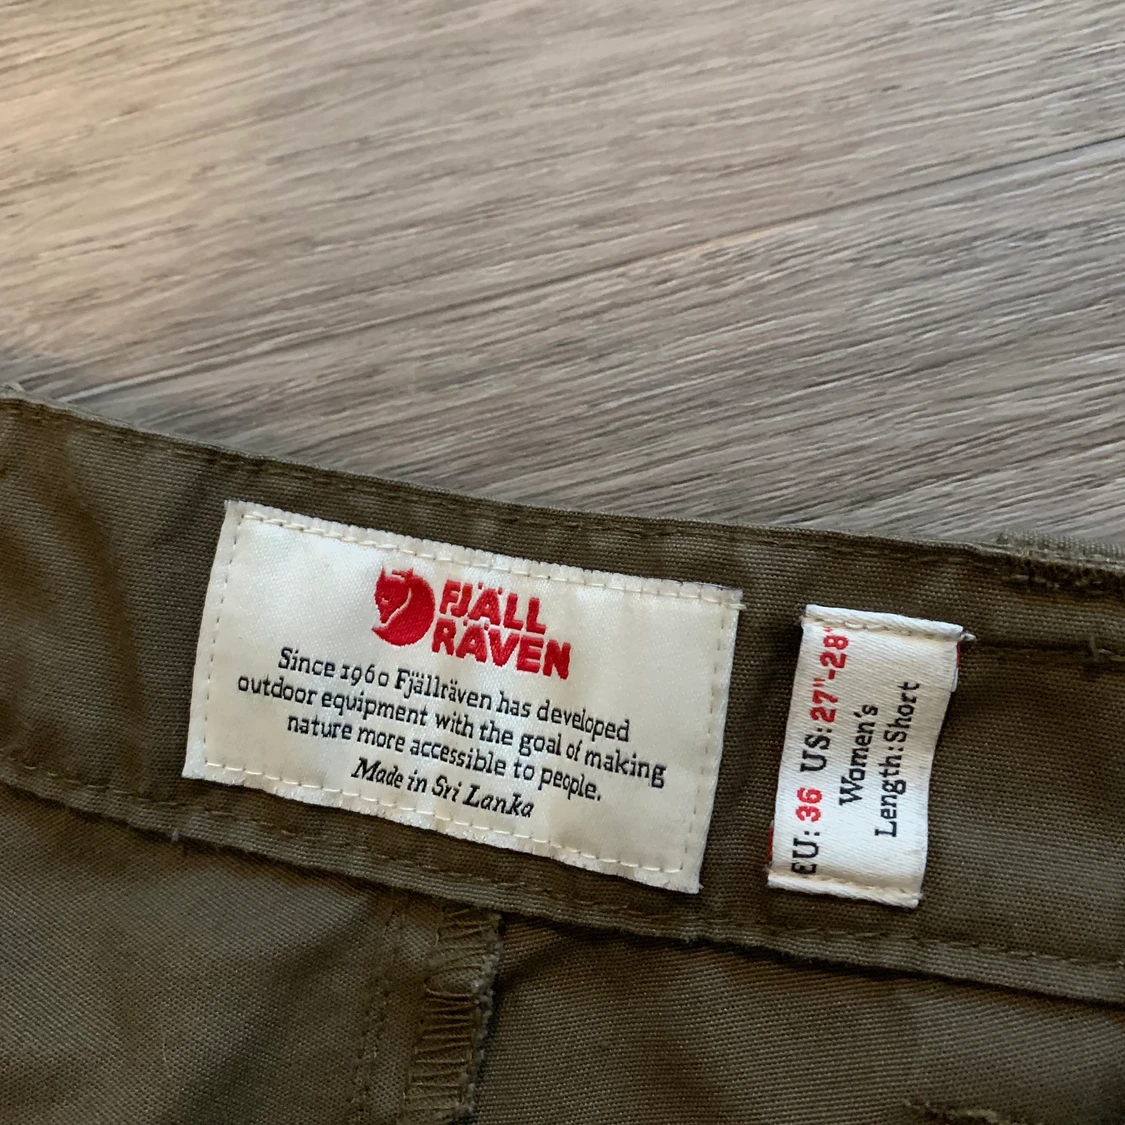 FJÄLL
RÄVEN
Since 1960 Fjällräven has developed
outdoor equipment with the goal of making
nature more accessible to people.
Made in Sri Lanka
EU: 36 US: 27"-28"
Women's
Length: Short